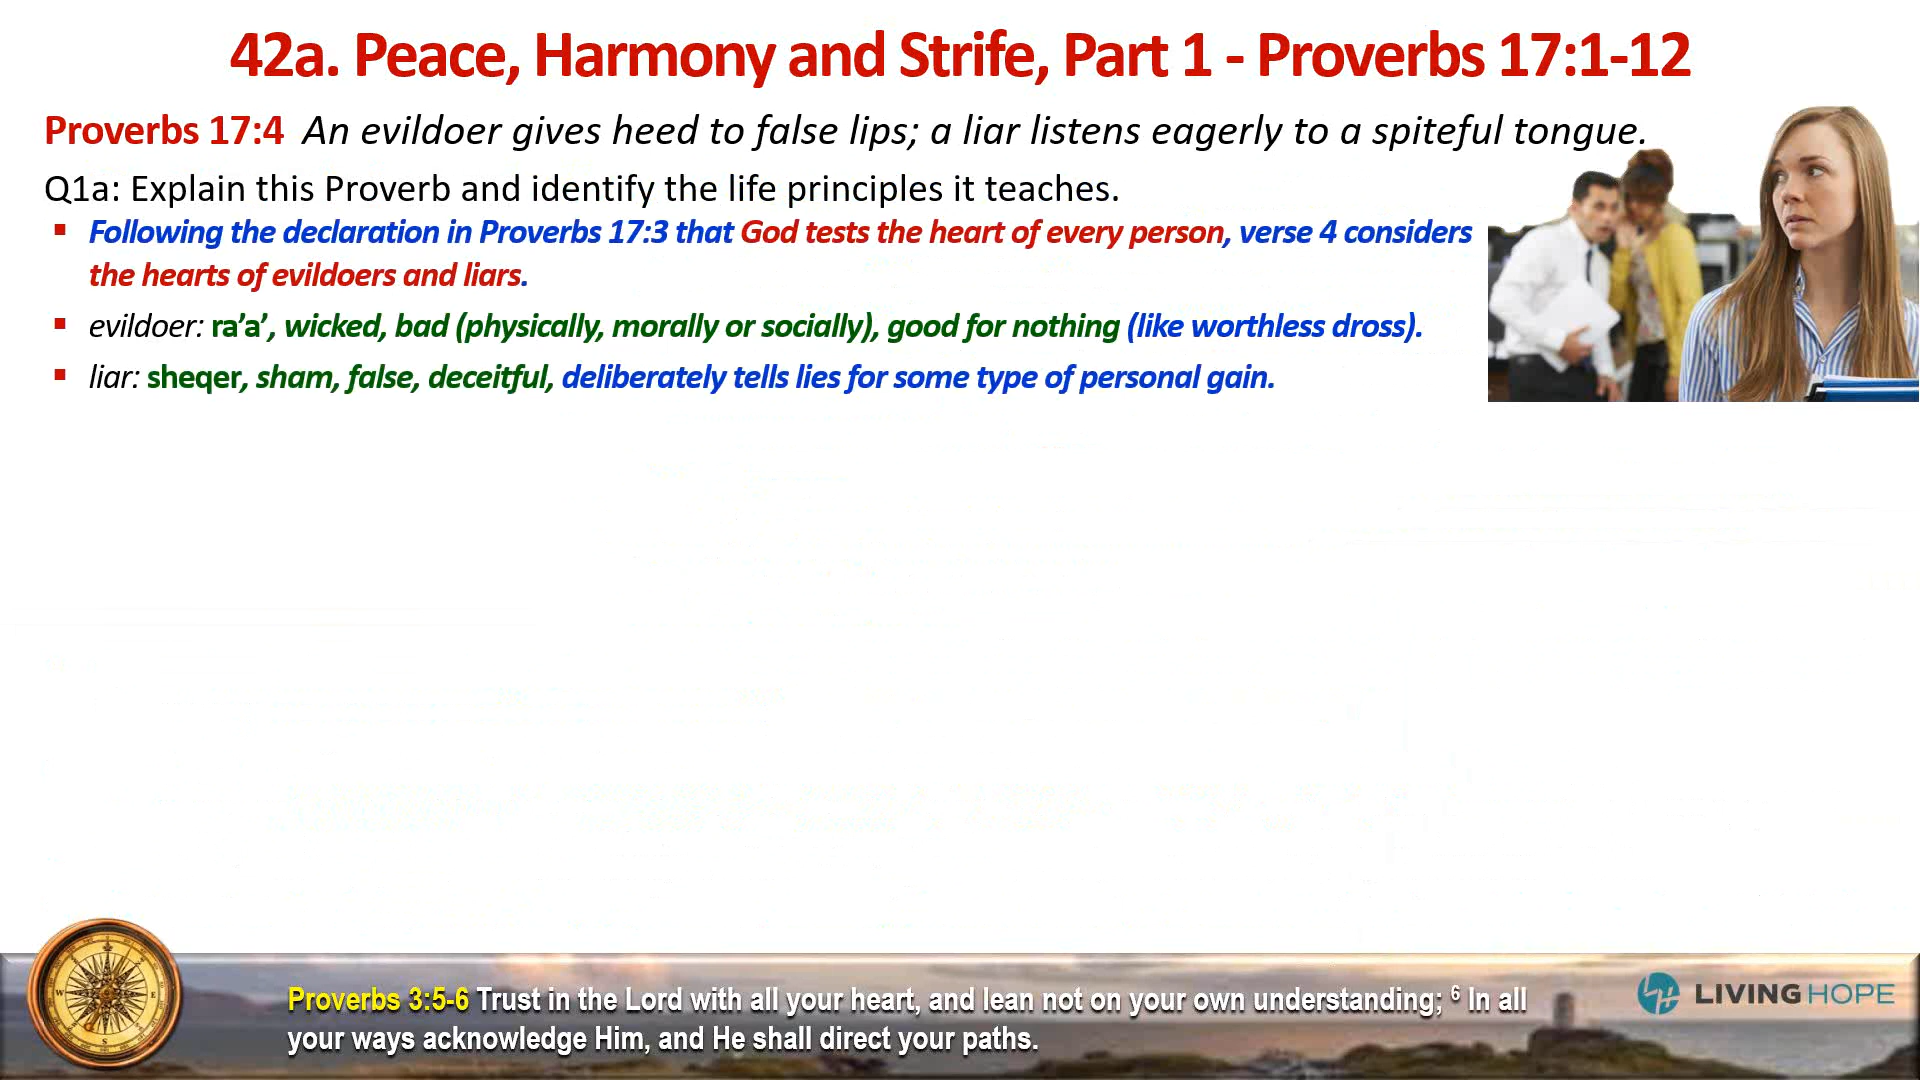 42a. Peace, Harmony and Strife, Part 1 - Proverbs 17:1-12
Proverbs 17:4 An evildoer gives heed to false lips; a liar listens eagerly to a spiteful tongue.
Q1a: Explain this Proverb and identify the life principles it teaches.
▪ Following the declaration in Proverbs 17:3 that God tests the heart of every person, verse 4 considers
the hearts of evildoers and liars.
▪ evildoer: ra’a’, wicked, bad (physically, morally or socially), good for nothing (like worthless dross).
▪ liar: sheqer, sham, false, deceitful, deliberately tells lies for some type of personal gain.
Proverbs 3:5-6 Trust in the Lord with all your heart, and lean not on your own understanding; ⁶ In all
your ways acknowledge Him, and He shall direct your paths.
LH LIVING HOPE
W E S